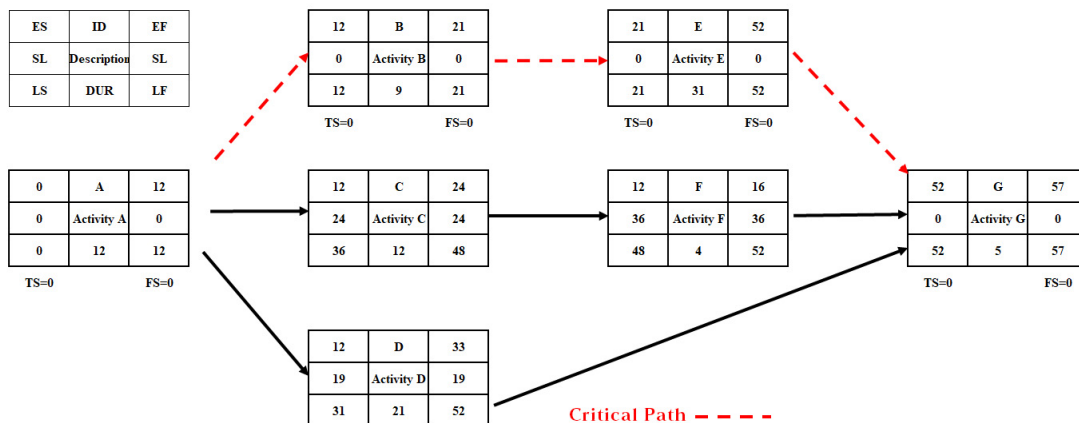 ES ID EF
SL Description SL
LS DUR LF
12 B 21
0 Activity B 0
12 9 21
TS=0 FS=0
21 E 52
0 Activity E 0
21 31 52
TS=0 FS=0
0 A 12
0 Activity A 0
0 12 12
TS=0 FS=0
12 C 24
24 Activity C 24
36 12 48
12 F 16
36 Activity F 36
48 4 52
52 G 57
0 Activity G 0
52 5 57
TS=0 FS=0
12 D 33
19 Activity D 19
31 21 52
Critical Path